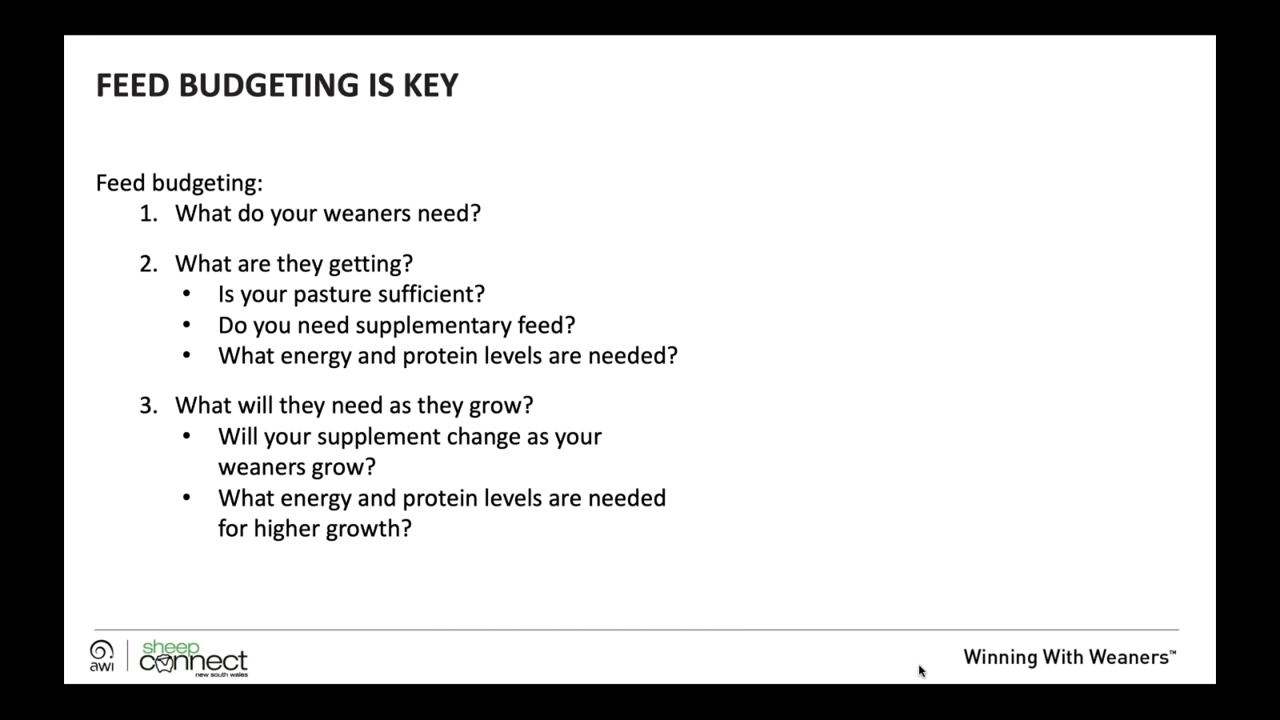 FEED BUDGETING IS KEY
Feed budgeting:
1. What do your weaners need?
2. What are they getting?
• Is your pasture sufficient?
• Do you need supplementary feed?
• What energy and protein levels are needed?
3. What will they need as they grow?
• Will your supplement change as your
weaners grow?
• What energy and protein levels are needed
for higher growth?
awi
sheep
connect
new south wales
Winning With Weaners™